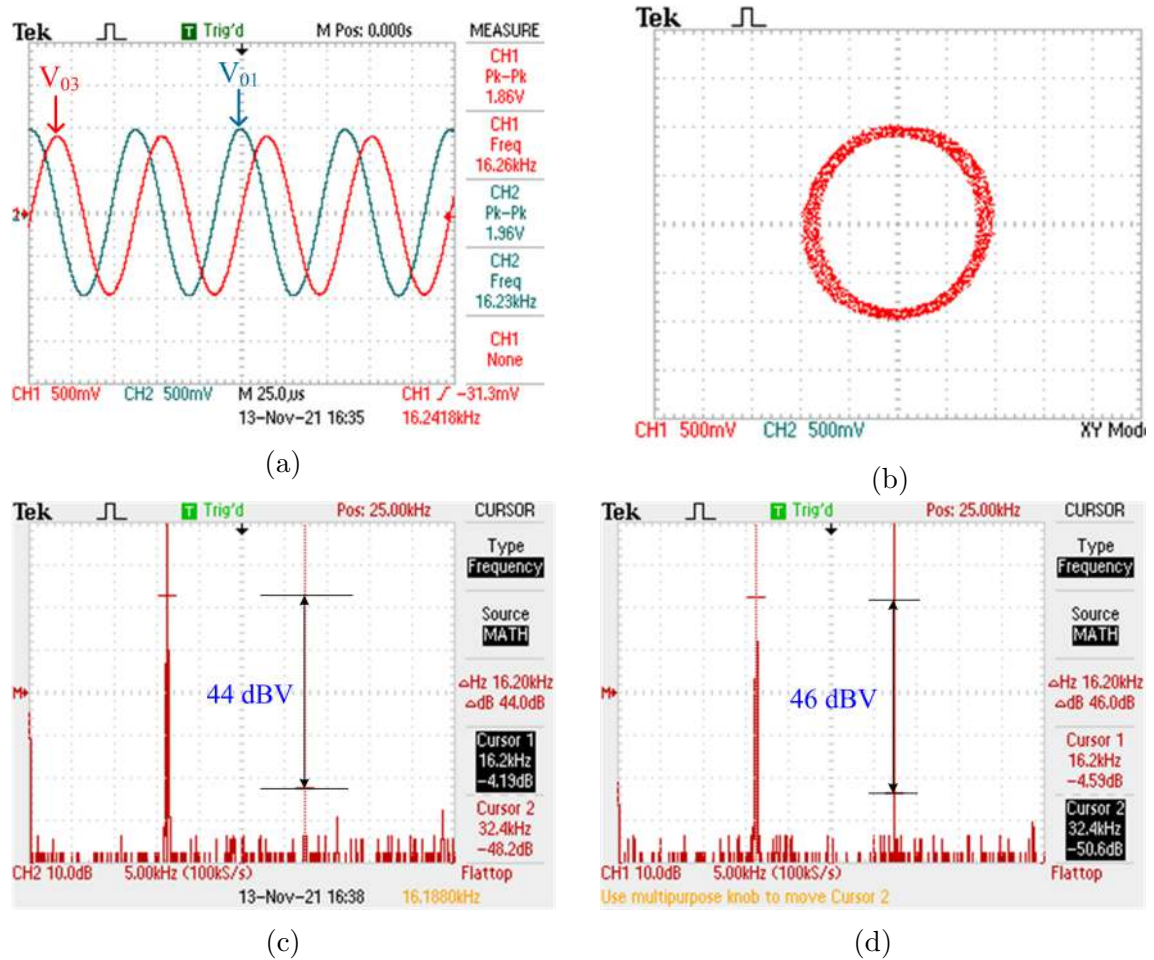 Tek T Trig'd M Pos: 0.000s MEASURE
V03
V01
CH1
Pk-Pk
1.86V
CH1
Freq
16.26kHz
CH2
Pk-Pk
1.96V
CH2
Freq
16.23kHz
CH1
None
2
CH1 500mV CH2 500mV M 25.0µs CH1 -31.3mV
13-Nov-21 16:35 16.2418kHz
(a)
Tek
CH1 500mV CH2 500mV XY Mod
(b)
Tek T Trig'd Pos: 25.00kHz CURSOR
Type
Frequency
Source
MATH
44 dBV
M
△Hz 16.20kHz
△dB 44.0dB
Cursor 1
16.2kHz
-4.19dB
Cursor 2
32.4kHz
-48.2dB
CH2 10.0dB 5.00kHz (100kS/s) Flattop
13-Nov-21 16:38 16.1880kHz
(c)
Tek T Trig'd Pos: 25.00kHz CURSOR
Type
Frequency
Source
MATH
46 dBV
M
△Hz 16.20kHz
△dB 46.0dB
Cursor 1
16.2kHz
-4.59dB
Cursor 2
32.4kHz
-50.6dB
CH1 10.0dB 5.00kHz (100kS/s) Flattop
Use multipurpose knob to move Cursor 2
(d)